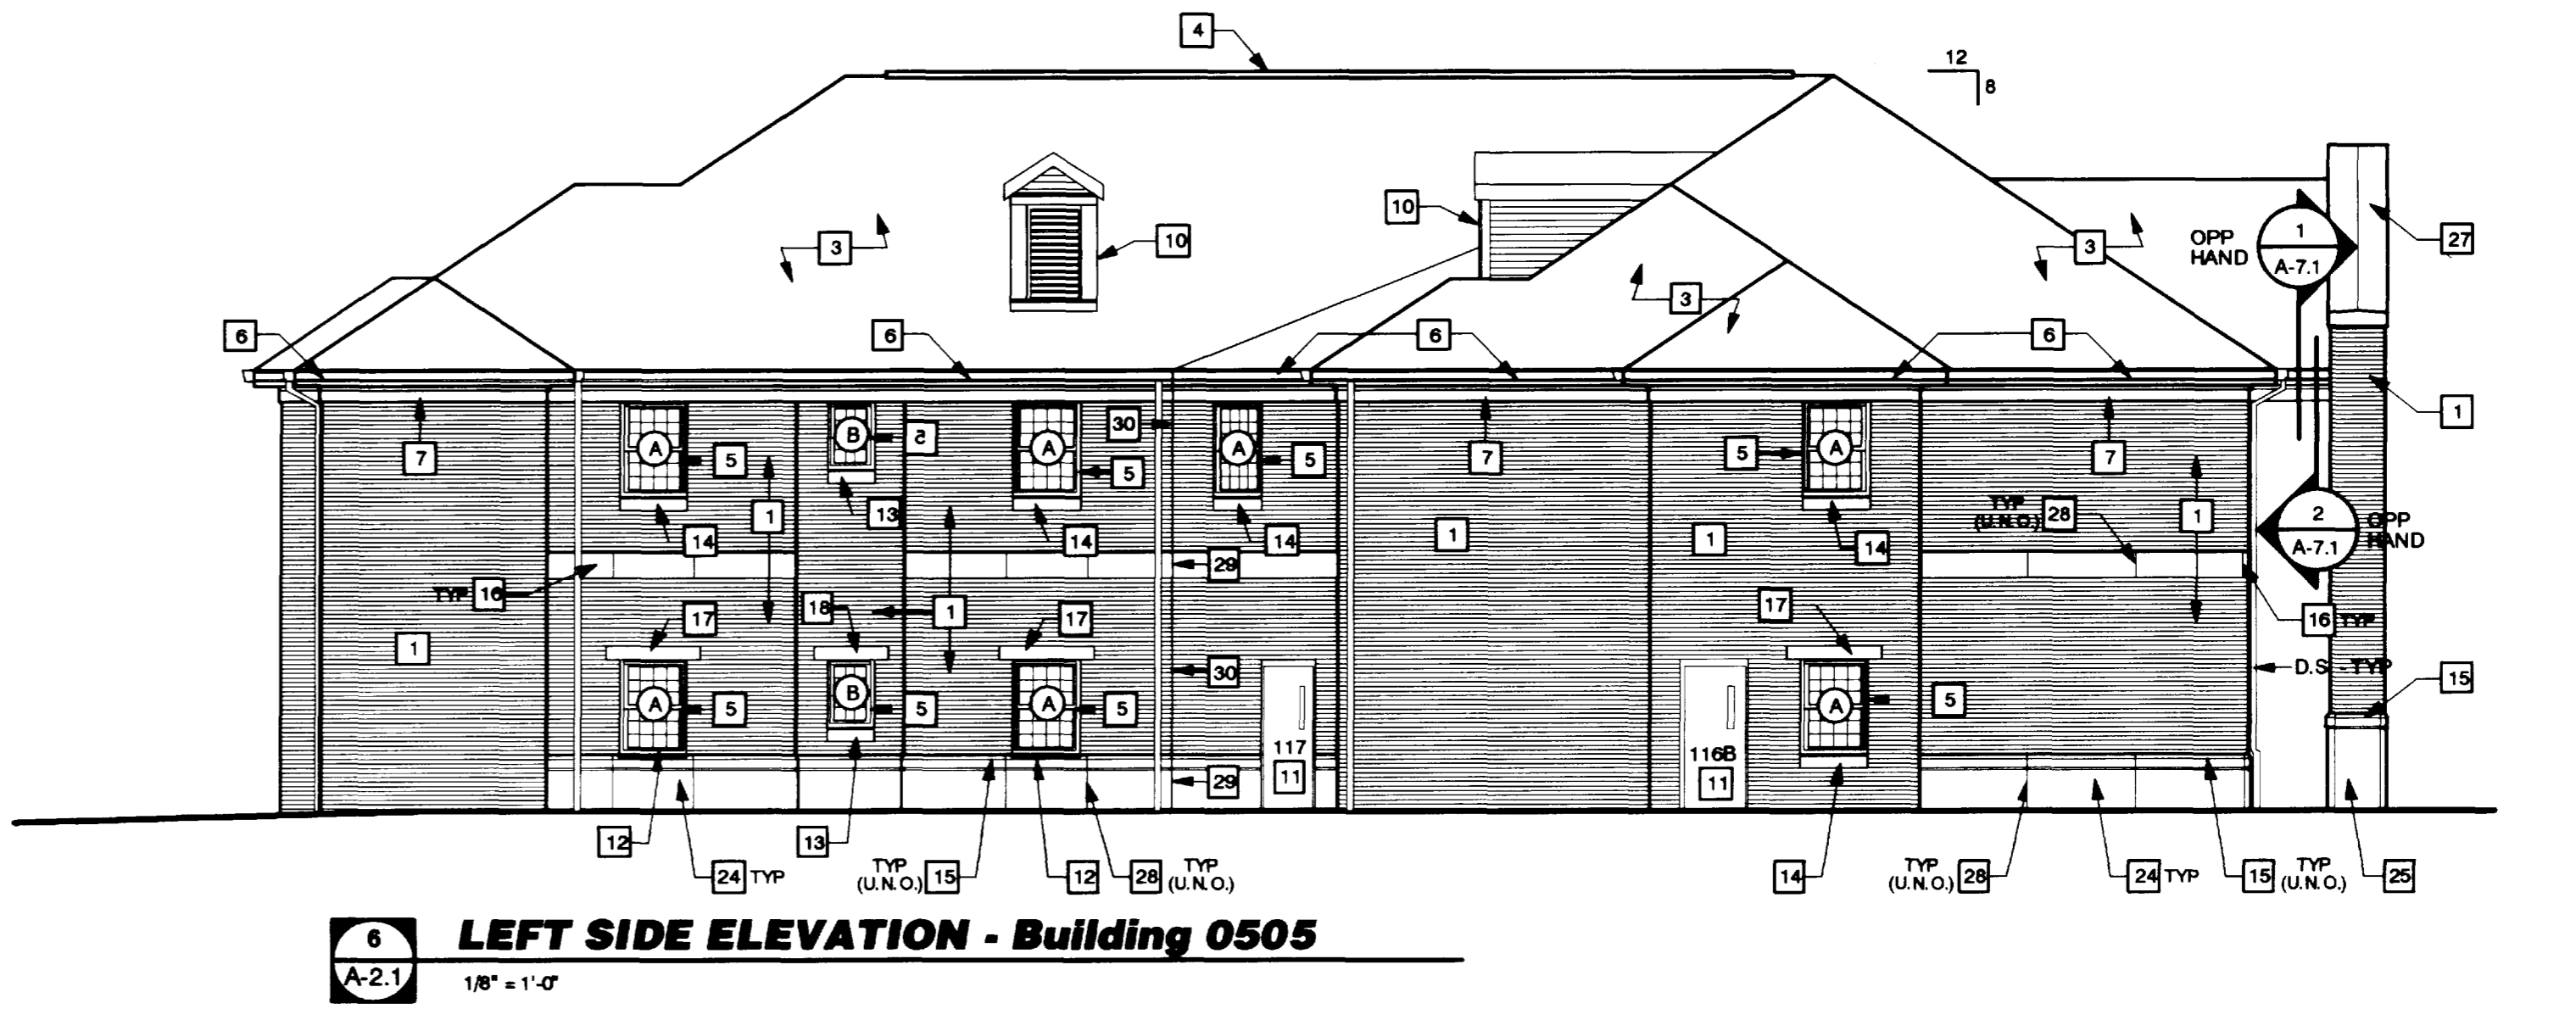 4
12
8
10
10
3
3
3
OPP
HAND
1
A-7.1
27
6
6
6
6
1
7
A
5
B
5
A
30
5
A
5
7
5
A
7
1
13
14
14
14
1
1
14
TYP
(U.N.O.)
28
1
2
A-7.1
OPP
HAND
TYP
16
29
18
1
17
17
17
16
TYP
1
30
D.S. - TYP
15
A
5
B
5
A
5
A
5
117
11
116B
11
29
12
13
24 TYP
TYP
(U.N.O.)
15
12
28
TYP
(U.N.O.)
14
TYP
(U.N.O.)
28
24 TYP
15
TYP
(U.N.O.)
25
6
A-2.1
LEFT SIDE ELEVATION - Building 0505
1/8" = 1'-0"